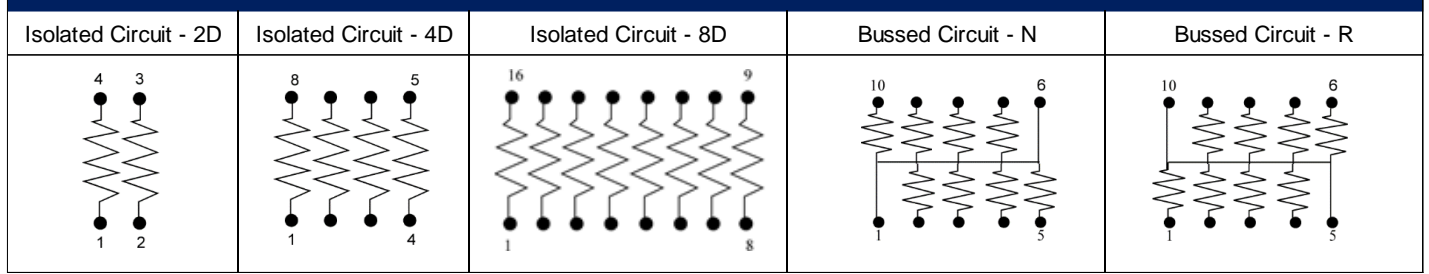 Isolated Circuit - 2D
Isolated Circuit - 4D
Isolated Circuit - 8D
Bussed Circuit - N
Bussed Circuit - R
4 3
1 2
8 5
1 4
16 9
1 8
10 6
1 5
10 6
1 5